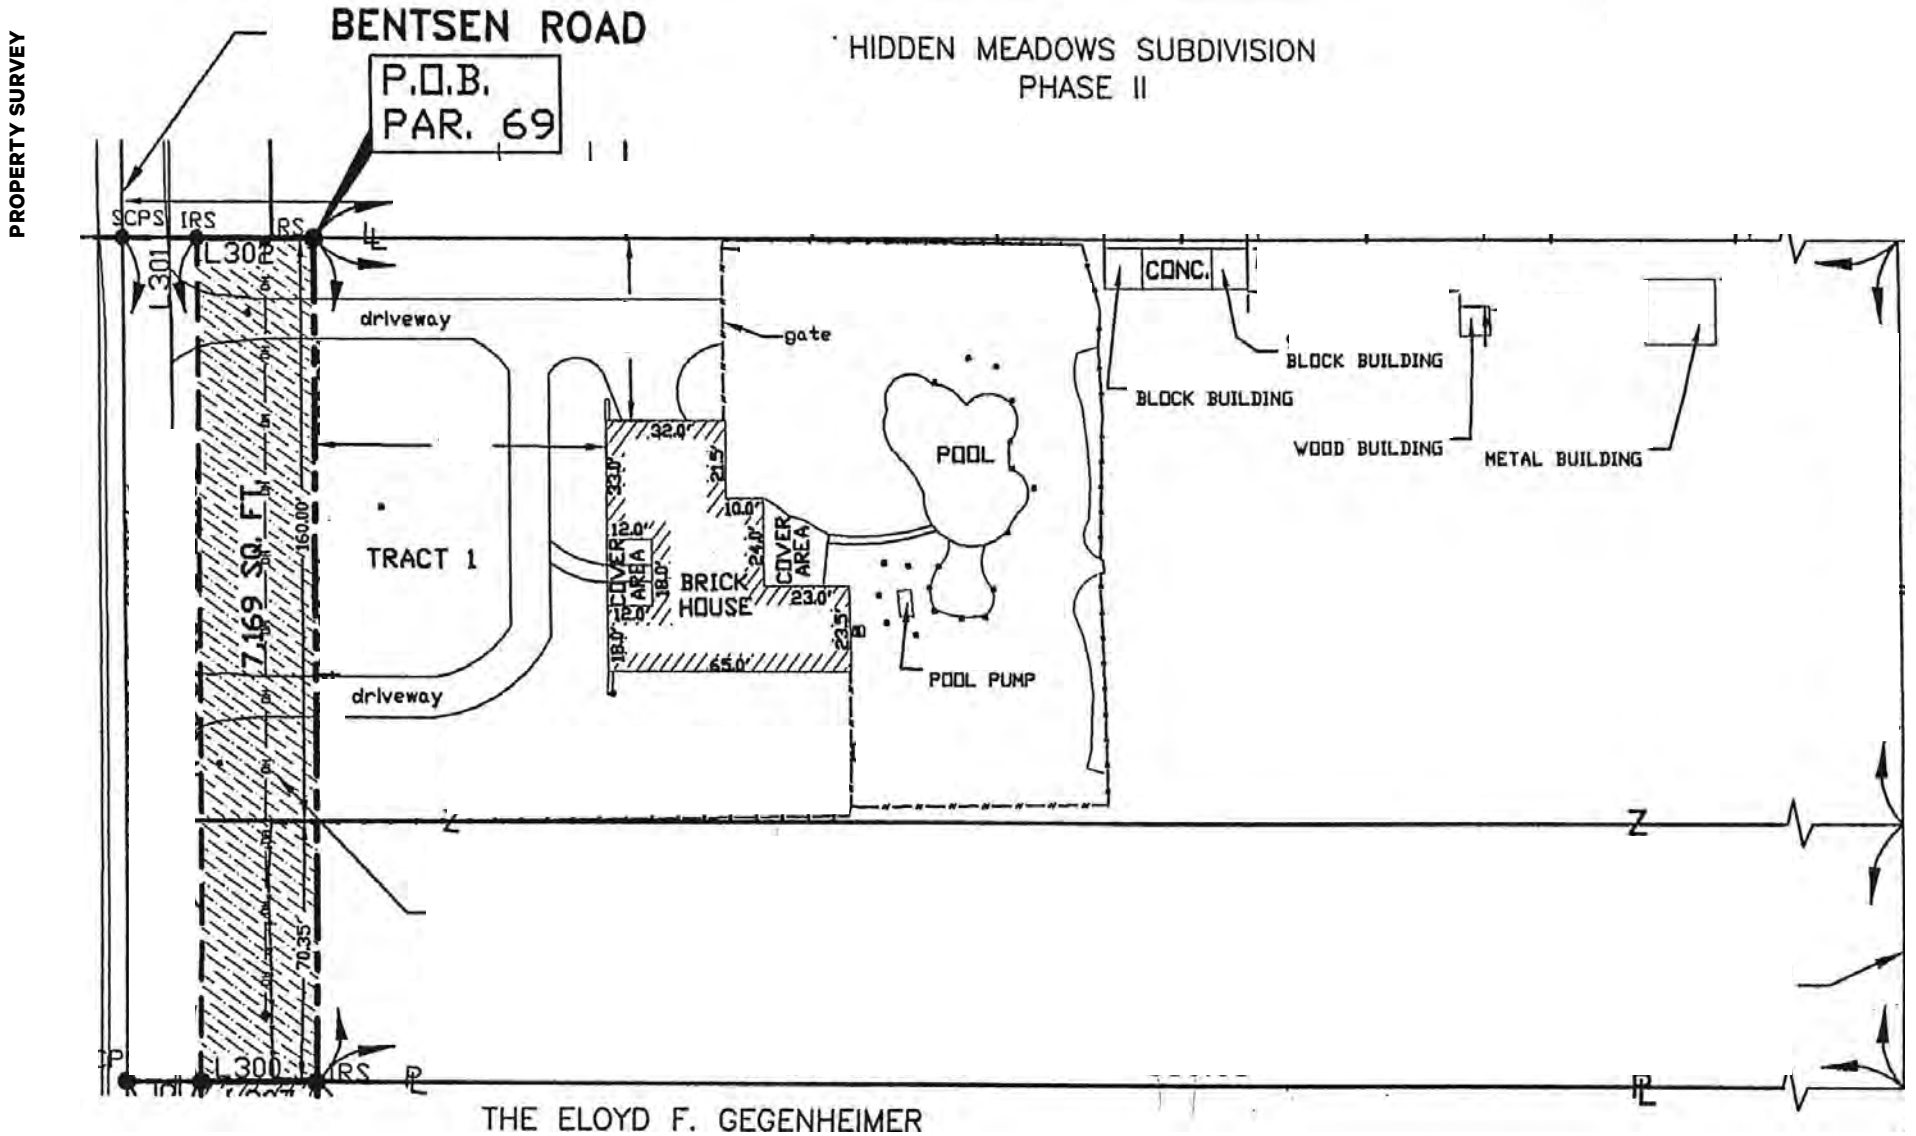 PROPERTY SURVEY
BENTSEN ROAD
HIDDEN MEADOWS SUBDIVISION
PHASE II
P.O.B.
PAR. 69
SCPS
IRS
RS
L301
L302
driveway
gate
CONC.
BLOCK BUILDING
BLOCK BUILDING
WOOD BUILDING
METAL BUILDING
POOL
32.0'
33.0'
21.5'
10.0'
12.0'
COVER
AREA
18.0'
24.0'
COVER
AREA
7,169 SQ. FT.
160.00'
TRACT 1
BRICK
HOUSE
12.0'
23.0'
18.0'
23.5'
65.0'
POOL PUMP
driveway
70.35'
L300
IRS
THE ELOYD F. GEGENHEIMER